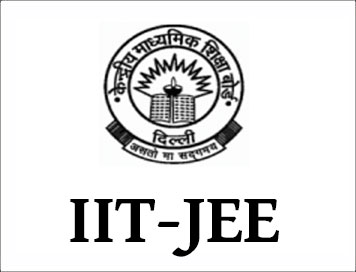 केन्द्रीय माध्यमिक शिक्षा बोर्ड
दिल्ली
असतो मा सद्गमय
IIT-JEE